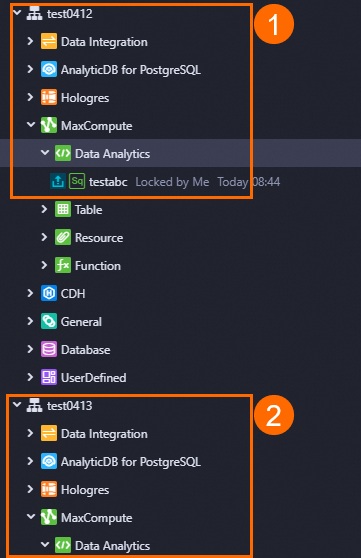 test0412
1
Data Integration
AnalyticDB for PostgreSQL
Hologres
MaxCompute
Data Analytics
Sq testabc Locked by Me Today 08:44
Table
Resource
Function
CDH
General
Database
UserDefined
test0413
2
Data Integration
AnalyticDB for PostgreSQL
Hologres
MaxCompute
Data Analytics